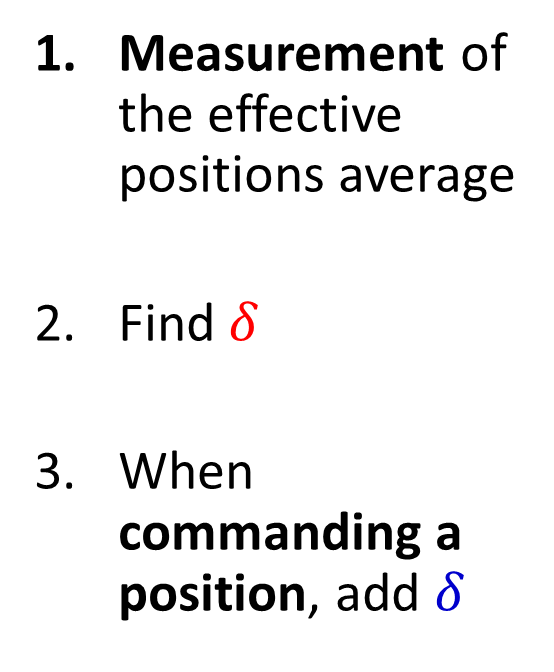 1. Measurement of
the effective
positions average
2. Find δ
3. When
commanding a
position, add δ